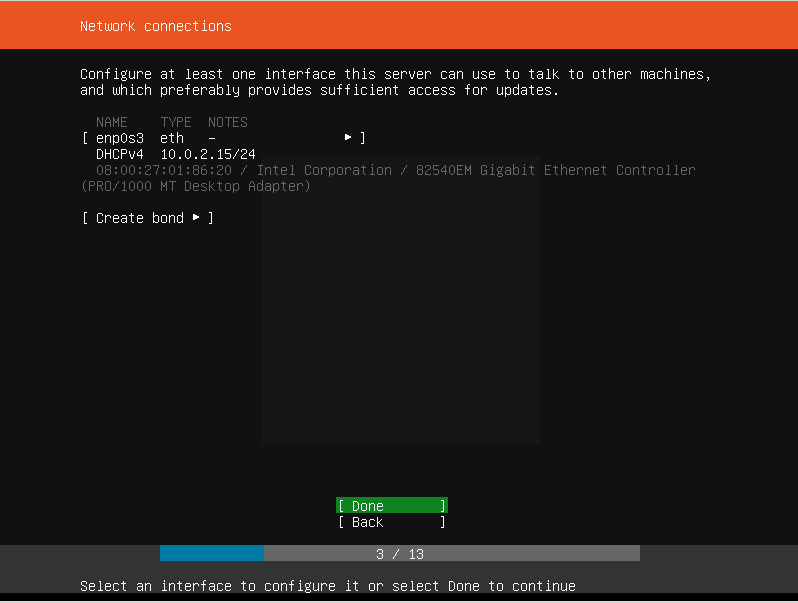 Network connections
Configure at least one interface this server can use to talk to other machines,
and which preferably provides sufficient access for updates.
NAME TYPE NOTES
[ enp0s3 eth - ▸ ]
DHCPv4 10.0.2.15/24
08:00:27:01:86:20 / Intel Corporation / 82540EM Gigabit Ethernet Controller
(PRO/1000 MT Desktop Adapter)
[ Create bond ▸ ]
[ Done ]
[ Back ]
3 / 13
Select an interface to configure it or select Done to continue